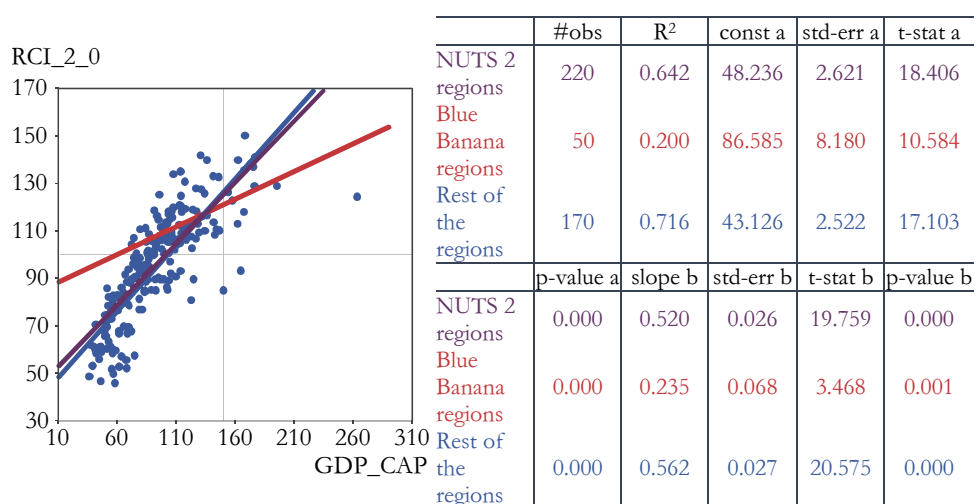 RCI_2_0
170
150
130
110
90
70
50
30
10 60 110 160 210 260 310
GDP_CAP
#obs R² const a std-err a t-stat a
NUTS 2
regions 220 0.642 48.236 2.621 18.406
Blue
Banana 50 0.200 86.585 8.180 10.584
regions
Rest of
the 170 0.716 43.126 2.522 17.103
regions
p-value a slope b std-err b t-stat b p-value b
NUTS 2
regions 0.000 0.520 0.026 19.759 0.000
Blue
Banana 0.000 0.235 0.068 3.468 0.001
regions
Rest of
the 0.000 0.562 0.027 20.575 0.000
regions